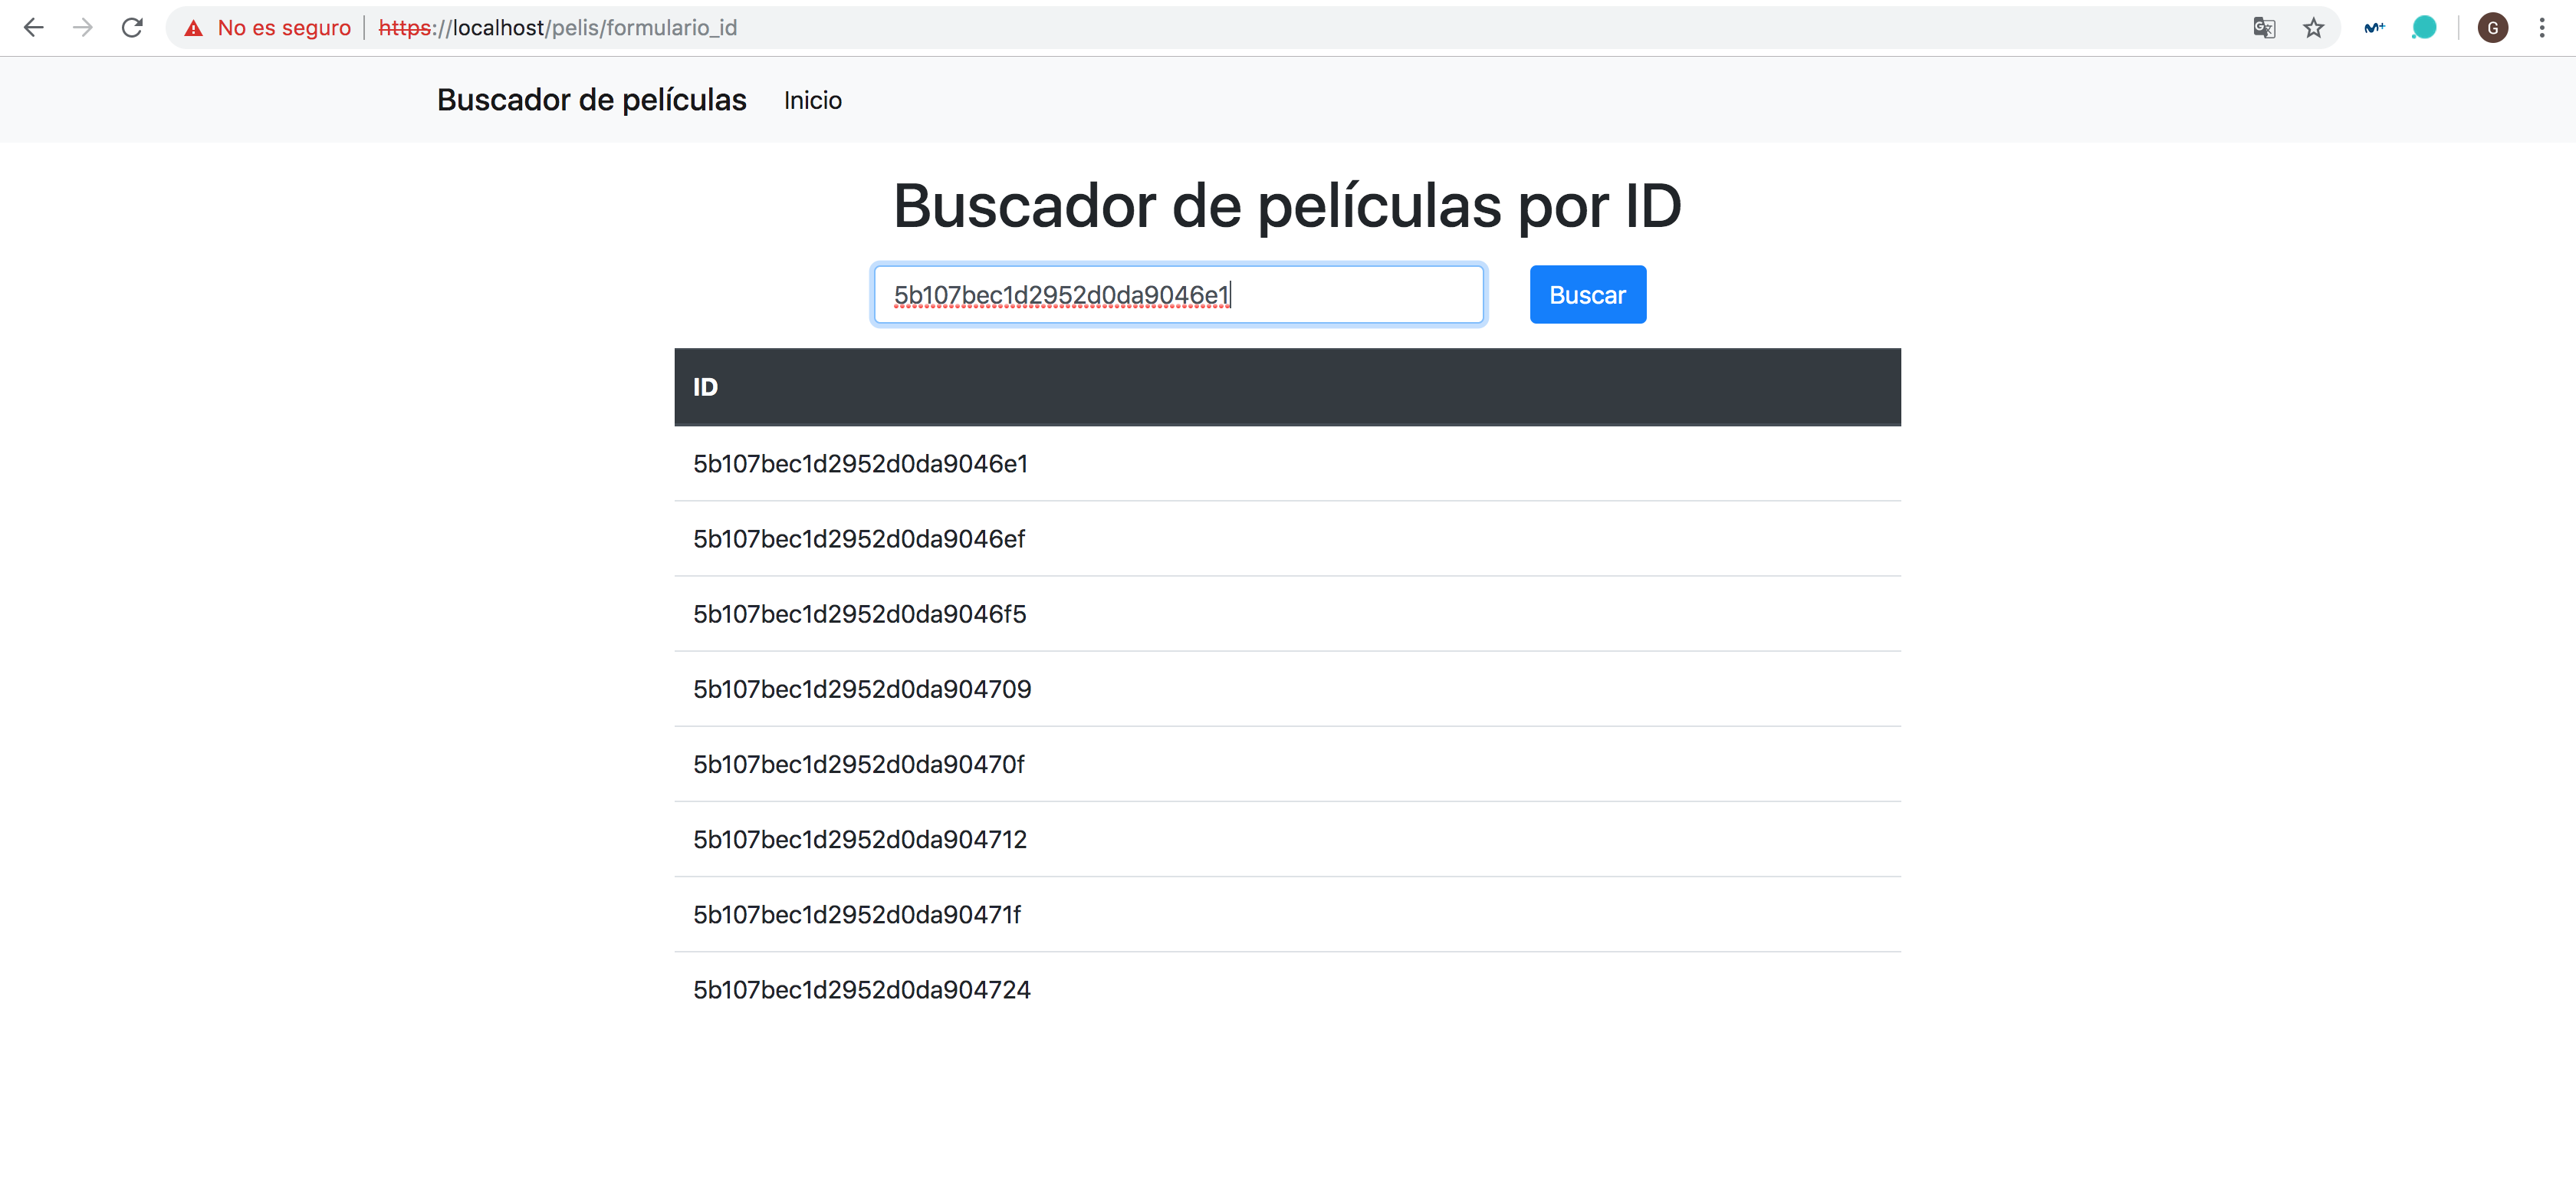 No es seguro | https://localhost/pelis/formulario_id
G
Buscador de películas Inicio
Buscador de películas por ID
5b107bec1d2952d0da9046e1 Buscar
ID
5b107bec1d2952d0da9046e1
5b107bec1d2952d0da9046ef
5b107bec1d2952d0da9046f5
5b107bec1d2952d0da904709
5b107bec1d2952d0da90470f
5b107bec1d2952d0da904712
5b107bec1d2952d0da90471f
5b107bec1d2952d0da904724